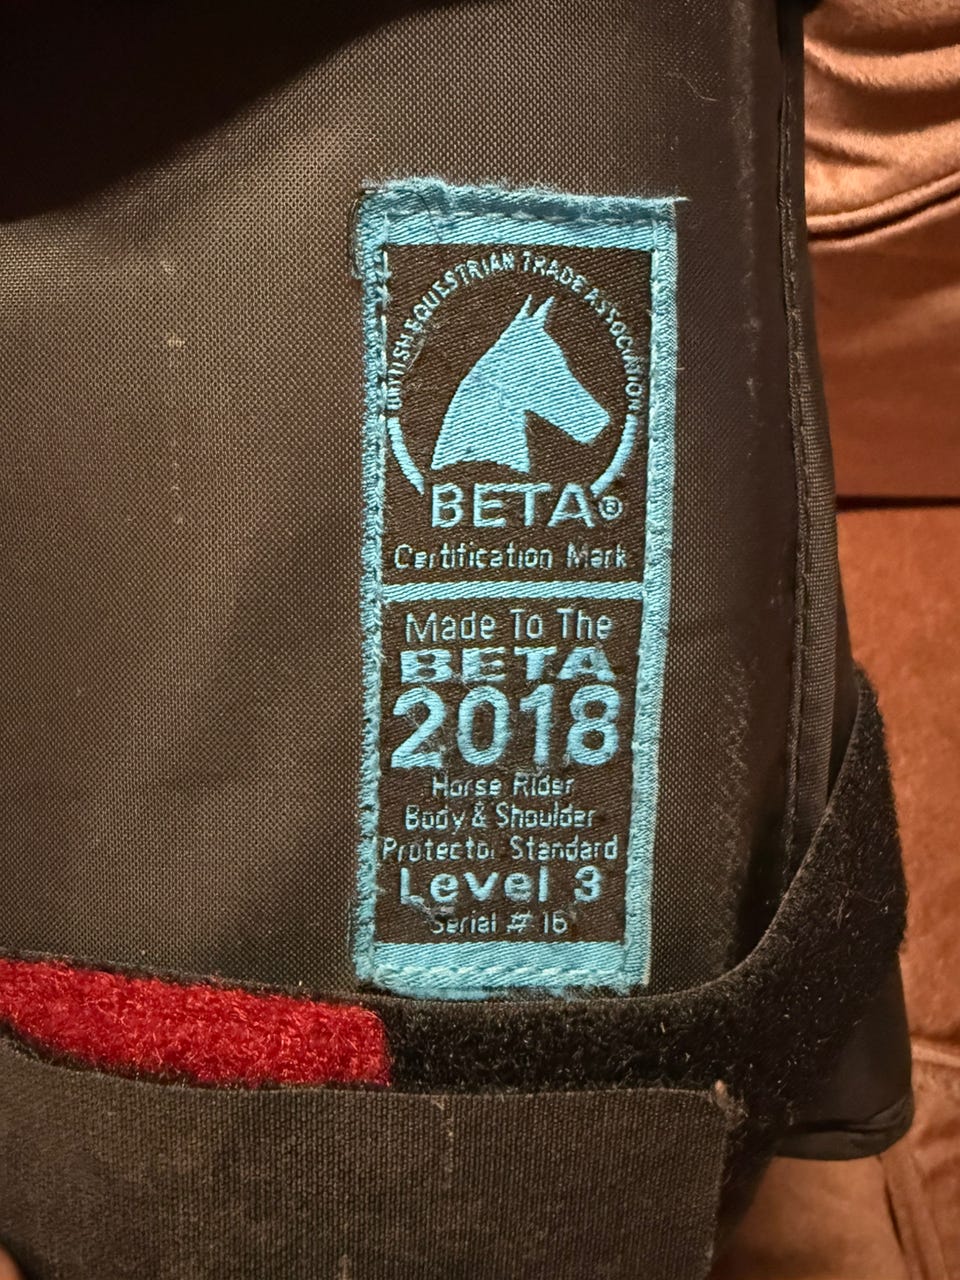 BRITISH EQUESTRIAN TRADE ASSOCIATION
BETA®
Certification Mark
Made To The
BETA
2018
Horse Rider
Body & Shoulder
Protector Standard
Level 3
Serial # 16